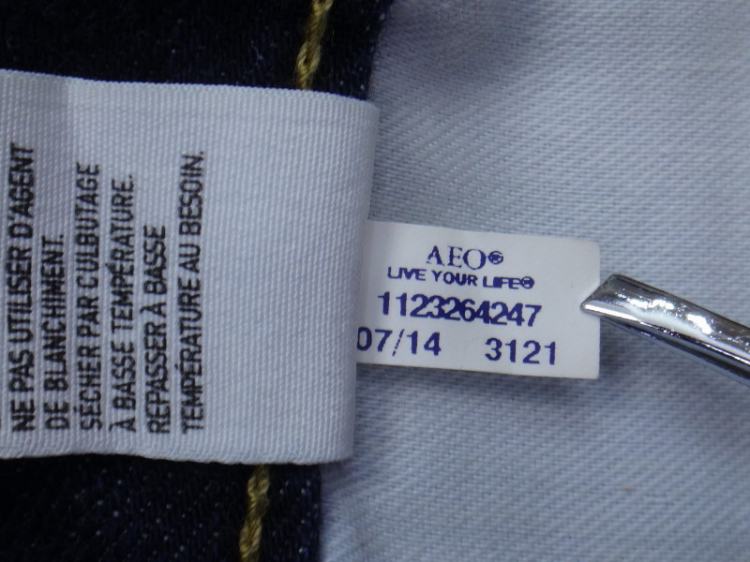 NE PAS UTILISER D'AGENT
DE BLANCHIMENT.
SÉCHER PAR CULBUTAGE
À BASSE TEMPÉRATURE.
REPASSER À BASSE
TEMPÉRATURE AU BESOIN.
AEO®
LIVE YOUR LIFE®
1123264247
07/14 3121